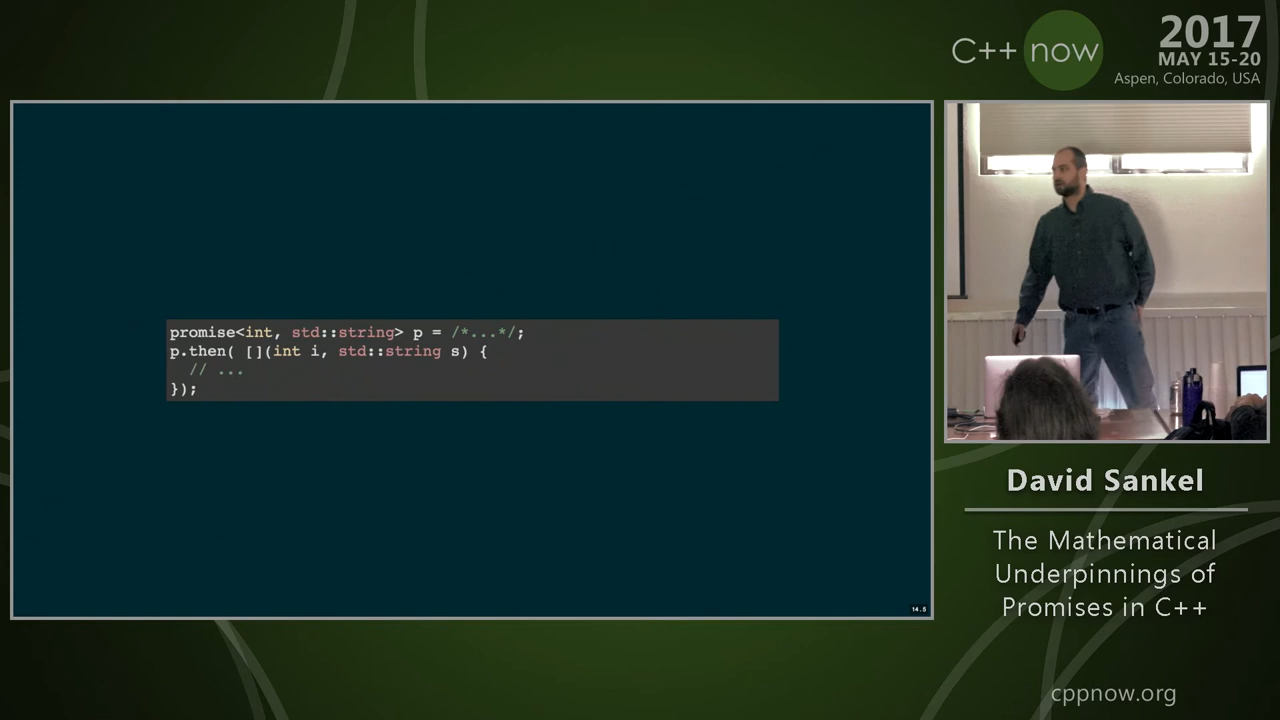 C++ now
2017
MAY 15-20
Aspen, Colorado, USA
promise<int, std::string> p = /*...*/;
p.then( [](int i, std::string s) {
  // ...
});
14.5
David Sankel
The Mathematical
Underpinnings of
Promises in C++
cppnow.org